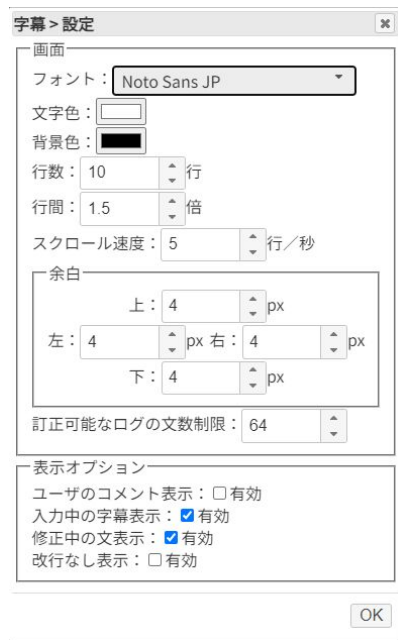 字幕 > 設定
画面
フォント： Noto Sans JP
文字色：
背景色：
行数： 10 行
行間： 1.5 倍
スクロール速度： 5 行／秒
余白
上： 4 px
左： 4 px 右： 4 px
下： 4 px
訂正可能なログの文数制限： 64
表示オプション
ユーザのコメント表示： 有効
入力中の字幕表示： 有効
修正中の文表示： 有効
改行なし表示： 有効
OK